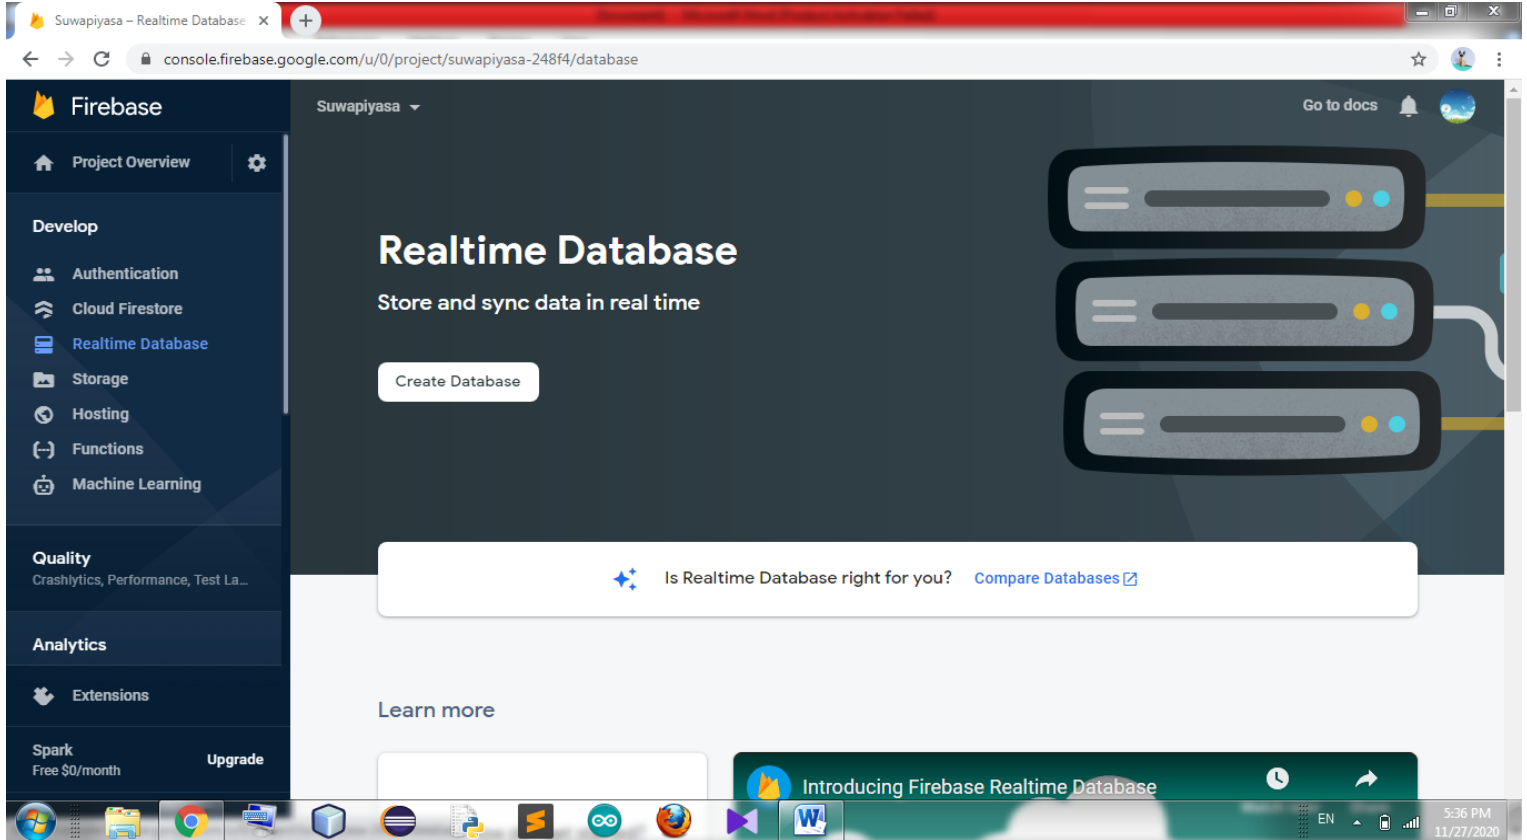 Suwapiyasa – Realtime Database
console.firebase.google.com/u/0/project/suwapiyasa-248f4/database
Firebase
Suwapiyasa
Go to docs
Project Overview
Develop
Authentication
Cloud Firestore
Realtime Database
Storage
Hosting
Functions
Machine Learning
Quality
Crashlytics, Performance, Test La...
Analytics
Extensions
Spark
Free $0/month
Upgrade
Realtime Database
Store and sync data in real time
Create Database
Is Realtime Database right for you? Compare Databases
Learn more
Introducing Firebase Realtime Database
EN
5:36 PM
11/27/2020